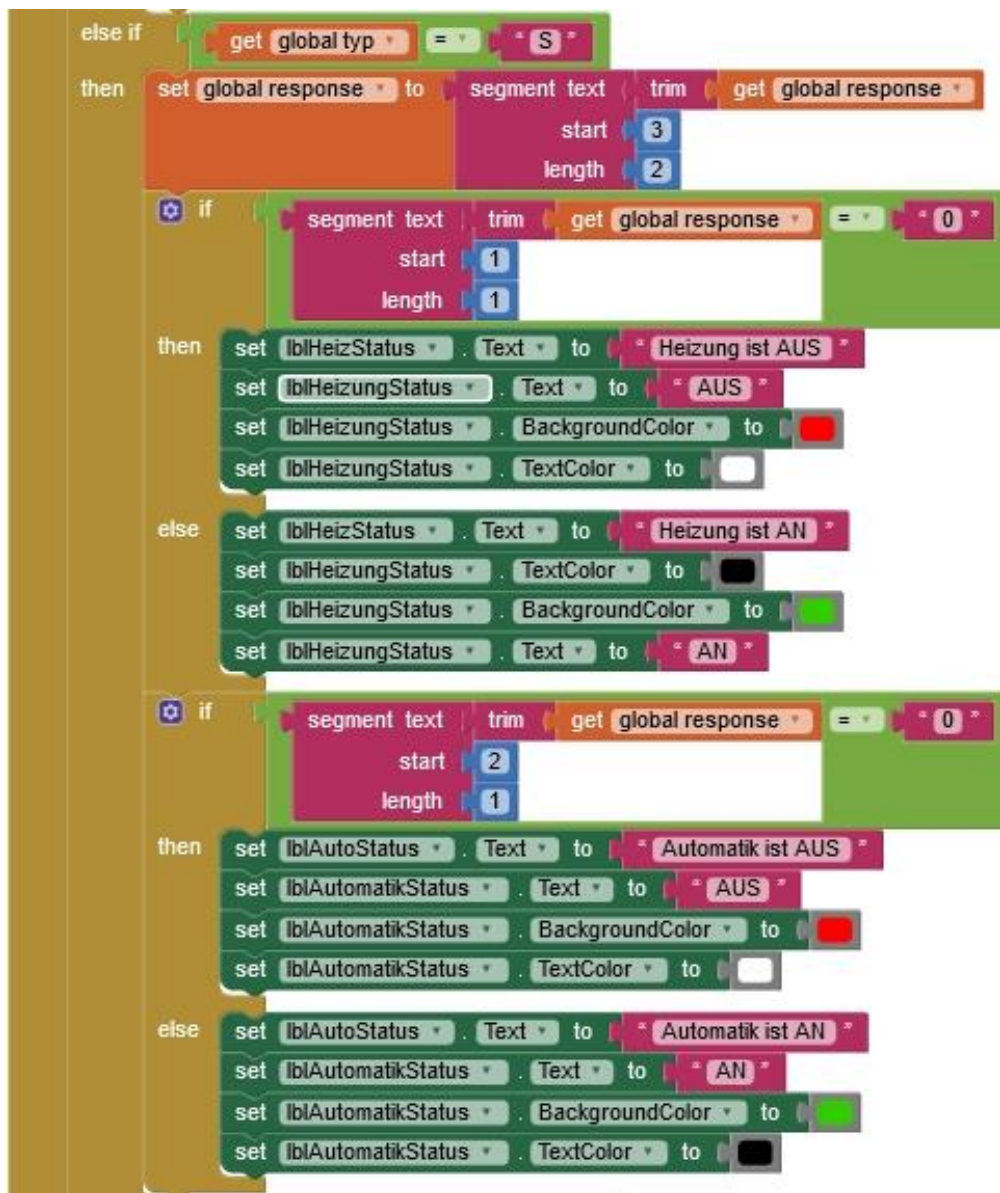 else if get global typ = " S "
then set global response to segment text trim get global response
start 3
length 2
if segment text trim get global response = " 0 "
start 1
length 1
then set lblHeizStatus . Text to " Heizung ist AUS "
set lblHeizungStatus . Text to " AUS "
set lblHeizungStatus . BackgroundColor to
set lblHeizungStatus . TextColor to
else set lblHeizStatus . Text to " Heizung ist AN "
set lblHeizungStatus . TextColor to
set lblHeizungStatus . BackgroundColor to
set lblHeizungStatus . Text to " AN "
if segment text trim get global response = " 0 "
start 2
length 1
then set lblAutoStatus . Text to " Automatik ist AUS "
set lblAutomatikStatus . Text to " AUS "
set lblAutomatikStatus . BackgroundColor to
set lblAutomatikStatus . TextColor to
else set lblAutoStatus . Text to " Automatik ist AN "
set lblAutomatikStatus . Text to " AN "
set lblAutomatikStatus . BackgroundColor to
set lblAutomatikStatus . TextColor to